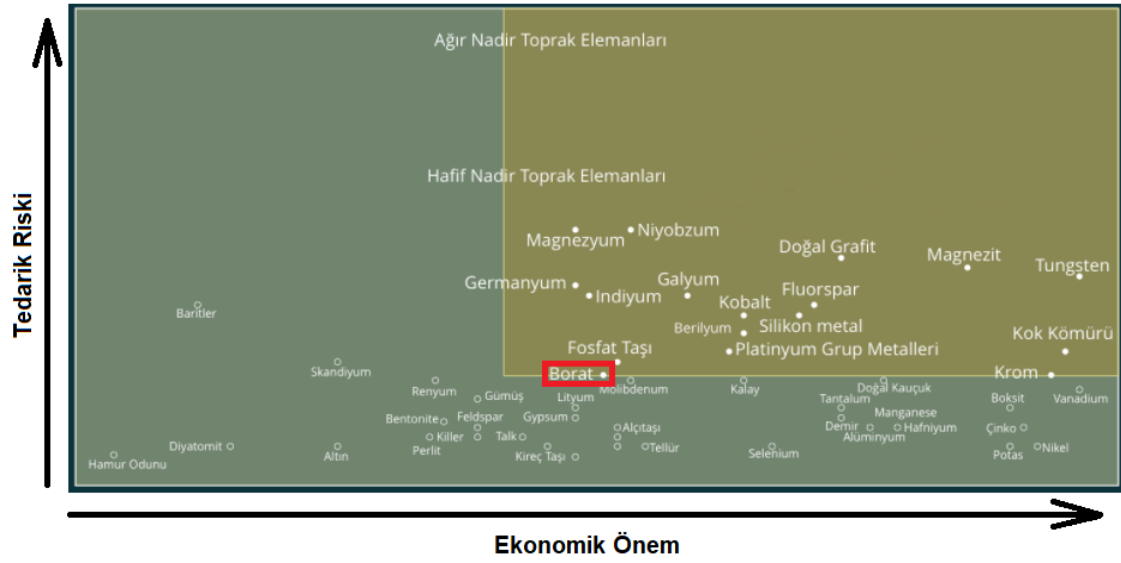 Ağır Nadir Toprak Elemanları
Hafif Nadir Toprak Elemanları
Magnezyum
Niyobzum
Doğal Grafit
Magnezit
Tungsten
Germanyum
Indiyum
Galyum
Kobalt
Fluorspar
Baritler
Berilyum
Silikon metal
Kok Kömürü
Fosfat Taşı
Platinyum Grup Metalleri
Skandiyum
Borat
Krom
Renyum
Gümüş
Lityum
Molibdenum
Kalay
Doğal Kauçuk
Tantalum
Boksit
Vanadium
Bentonite
Feldspar
Gypsum
Manganese
Perlit
Killer
Talk
Alçıtaşı
Demir
Alüminyum
Hafniyum
Çinko
Hamur Odunu
Diyatomit
Altın
Kireç Taşı
Tellür
Selenium
Potas
Nikel
Tedarik Riski
Ekonomik Önem